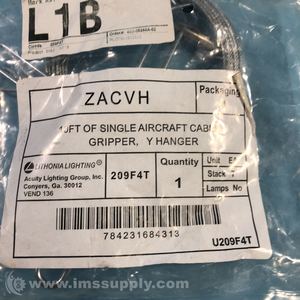 L1B
ZACVH
Packaging
10FT OF SINGLE AIRCRAFT CABLE
GRIPPER, Y HANGER
LITHONIA LIGHTING®
Acuity Lighting Group, Inc.
Conyers, Ga. 30012
VEND 136
209F4T
Quantity
1
Unit
Stack
Lamps No
784231684313
U209F4T
© www.imssupply.com